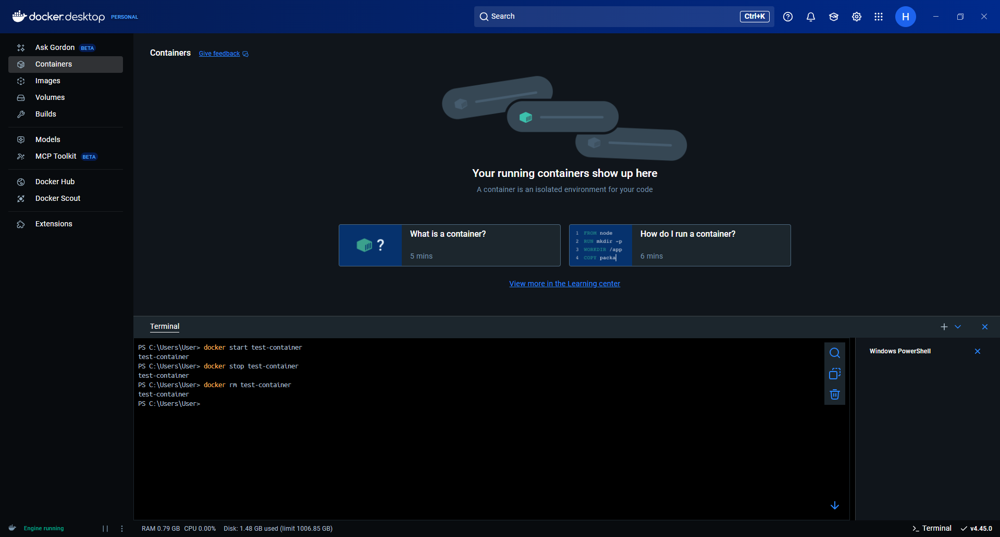 docker.desktop PERSONAL
Search
Ctrl+K
H
Ask Gordon BETA
Containers
Images
Volumes
Builds
Models
MCP Toolkit BETA
Docker Hub
Docker Scout
Extensions
Containers Give feedback
Your running containers show up here
A container is an isolated environment for your code
?
What is a container?
5 mins
1 FROM node
2 RUN mkdir -p
3 WORKDIR /app
4 COPY packa
How do I run a container?
6 mins
View more in the Learning center
Terminal
PS C:\Users\User> docker start test-container
test-container
PS C:\Users\User> docker stop test-container
test-container
PS C:\Users\User> docker rm test-container
test-container
PS C:\Users\User>
Windows PowerShell
Engine running
RAM 0.79 GB CPU 0.00% Disk: 1.48 GB used (limit 1006.85 GB)
Terminal
v4.45.0